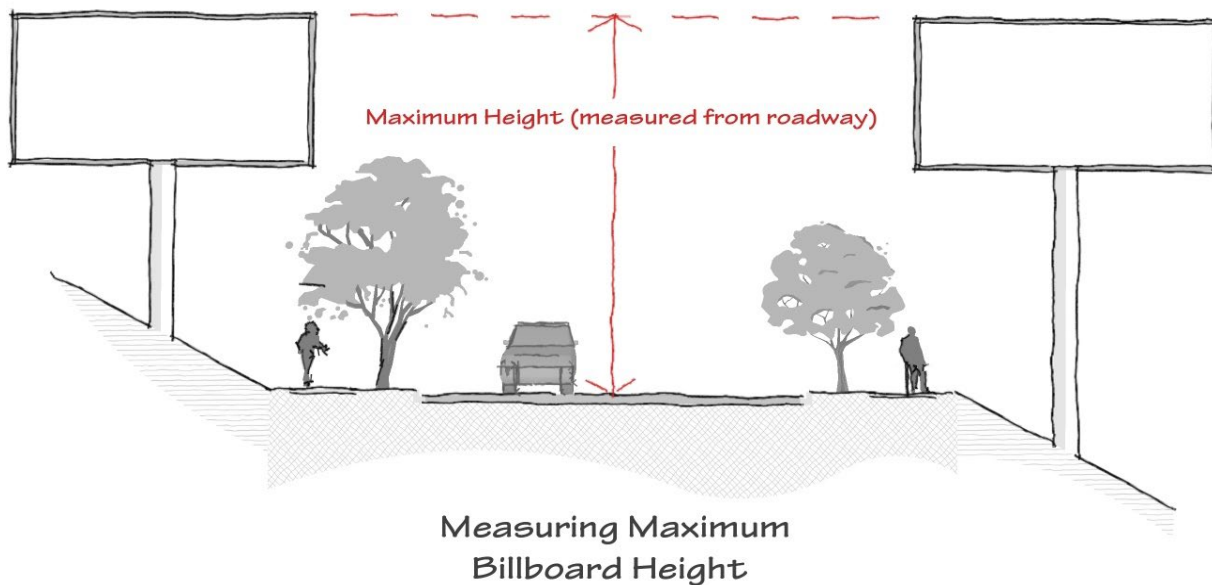 Maximum Height (measured from roadway)
Measuring Maximum
Billboard Height